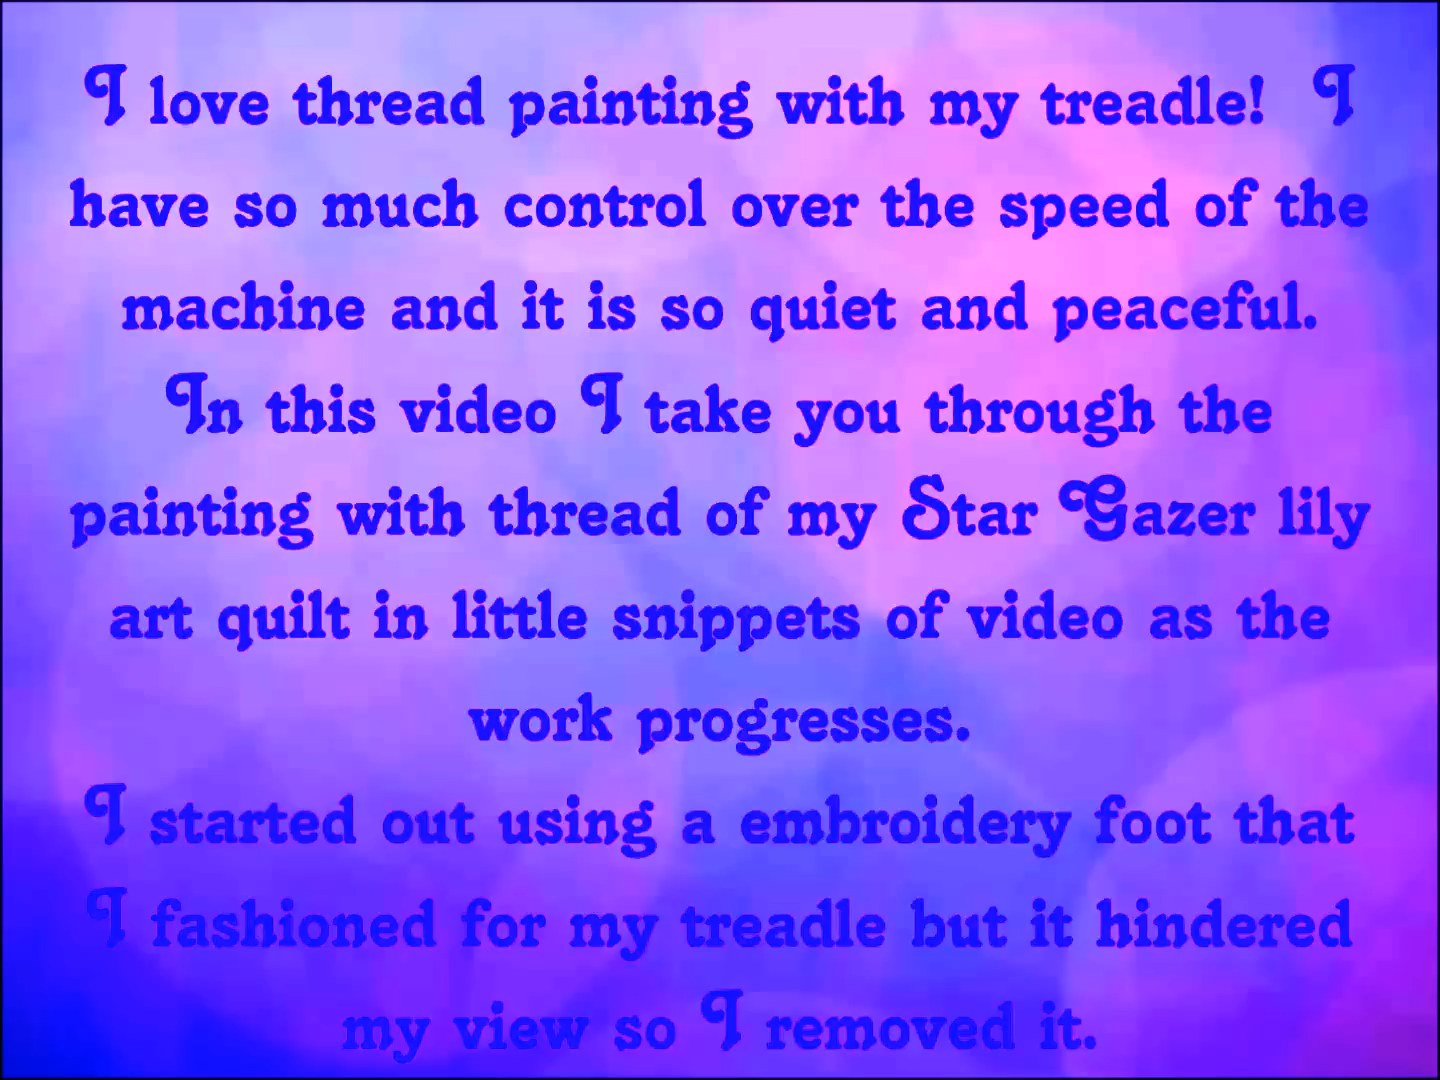 I love thread painting with my treadle! I
have so much control over the speed of the
machine and it is so quiet and peaceful.
In this video I take you through the
painting with thread of my Star Gazer lily
art quilt in little snippets of video as the
work progresses.
I started out using a embroidery foot that
I fashioned for my treadle but it hindered
my view so I removed it.